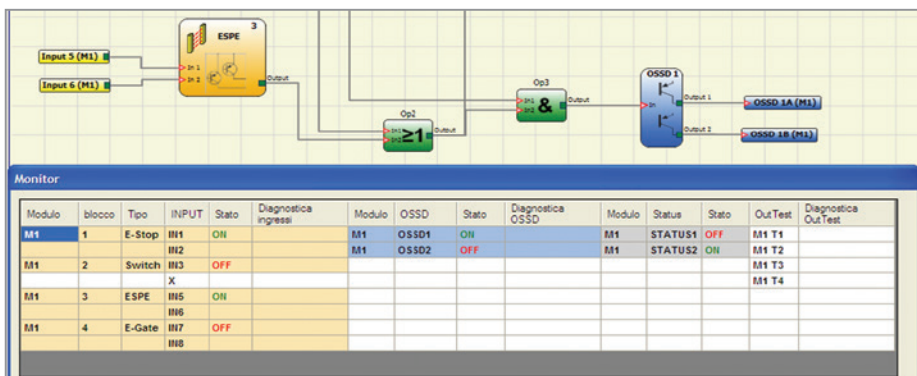 3
ESPE
Input 5 (M1)
In 1
Input 6 (M1)
In 2
Output
Op2
In1
In2
≥1
Output
Op3
In1
In2
&
Output
OSSD 1
In
Output 1
OSSD 1A (M1)
Output 2
OSSD 1B (M1)
Monitor
Modulo blocco Tipo INPUT Stato Diagnostica ingressi Modulo OSSD Stato Diagnostica OSSD Modulo Status Stato OutTest Diagnostica OutTest
M1 1 E-Stop IN1 ON M1 OSSD1 ON M1 STATUS1 OFF M1 T1
IN2 M1 OSSD2 OFF M1 STATUS2 ON M1 T2
M1 2 Switch IN3 OFF M1 T3
X M1 T4
M1 3 ESPE IN5 ON
IN6
M1 4 E-Gate IN7 OFF
IN8